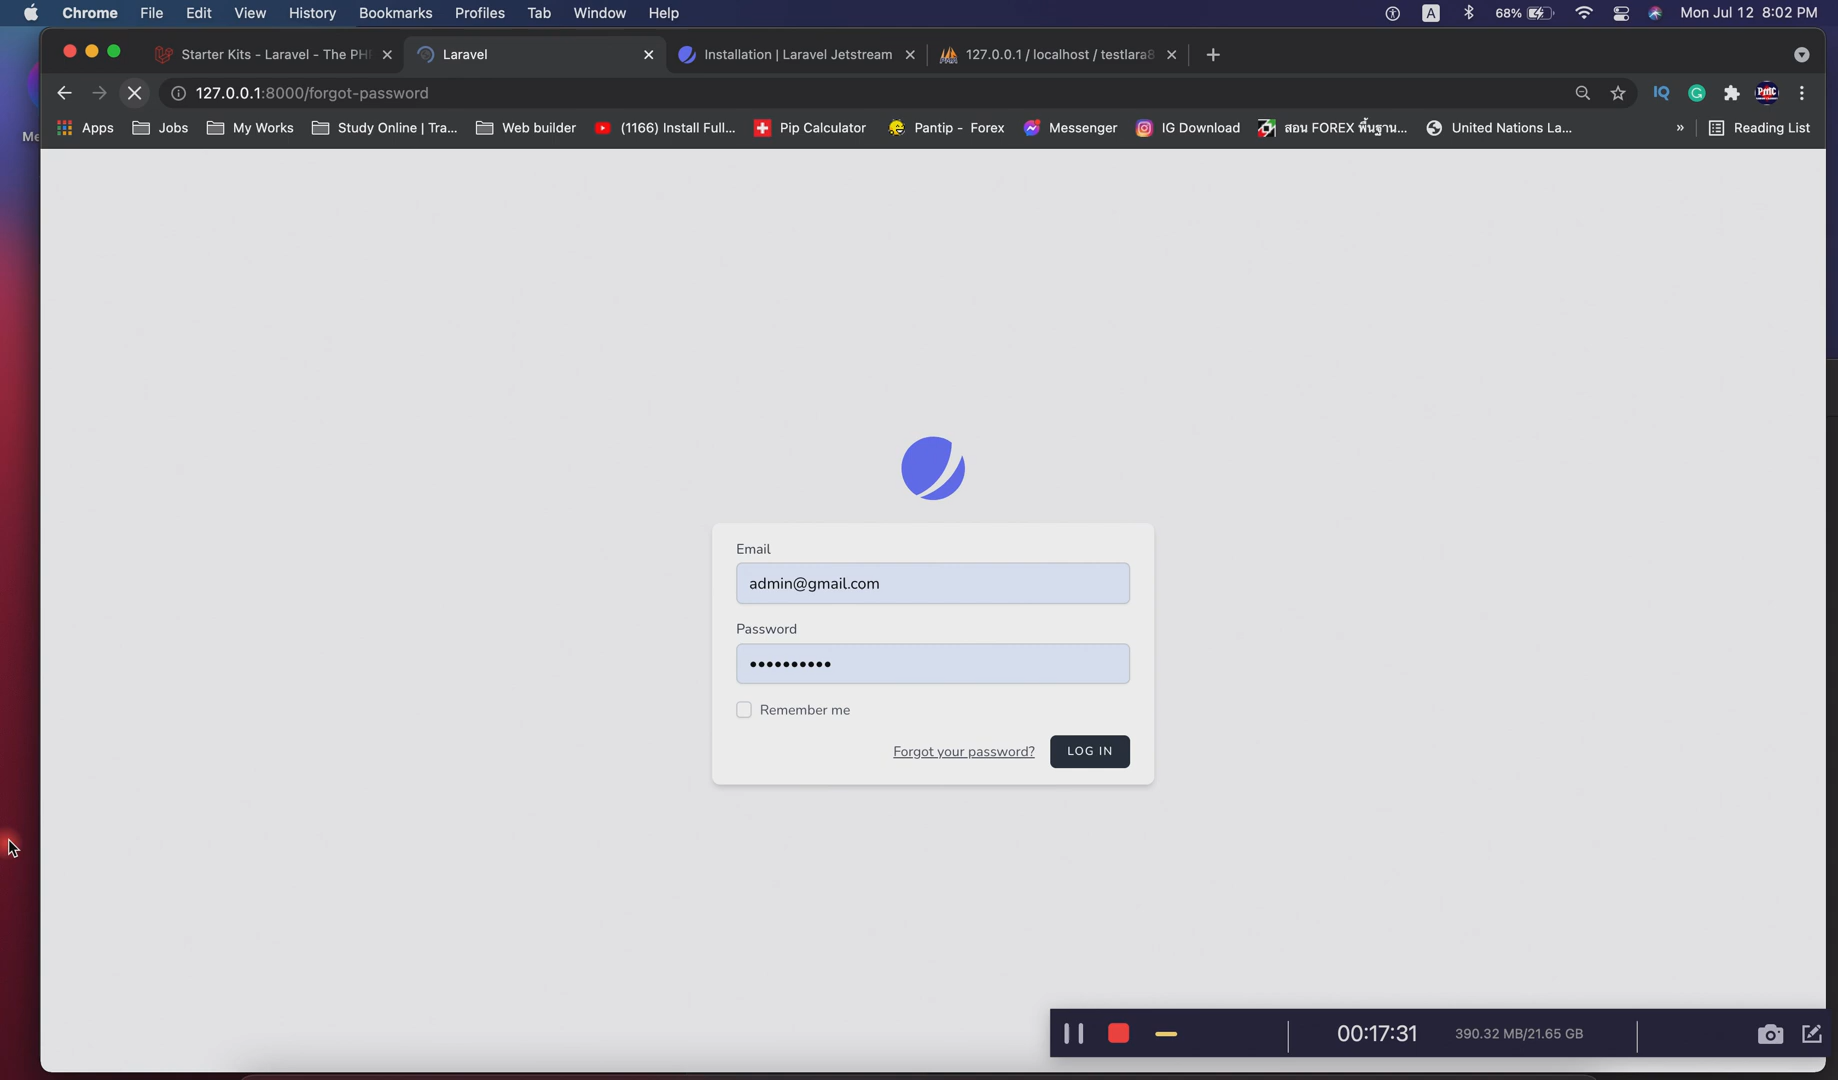 Chrome File Edit View History Bookmarks Profiles Tab Window Help A 68% Mon Jul 12 8:02 PM
Starter Kits - Laravel - The PH Laravel Installation | Laravel Jetstream 127.0.0.1 / localhost / testlara8
127.0.0.1:8000/forgot-password IQ PMC
Apps Jobs My Works Study Online | Tra... Web builder (1166) Install Full... Pip Calculator Pantip - Forex Messenger IG Download สอน FOREX พื้นฐาน... United Nations La... » Reading List
Me
Email
admin@gmail.com
Password
••••••••••
Remember me
Forgot your password? LOG IN
00:17:31 390.32 MB/21.65 GB